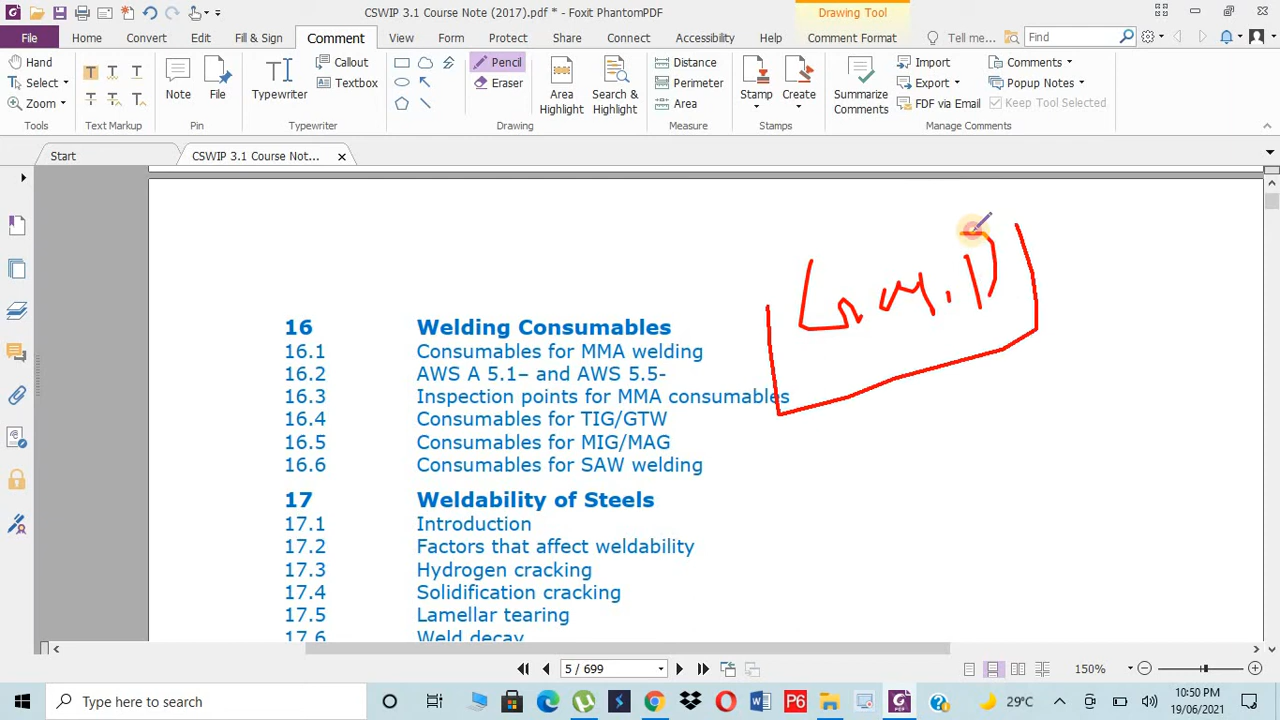 CSWIP 3.1 Course Note (2017).pdf * - Foxit PhantomPDF
Drawing Tool
File Home Convert Edit Fill & Sign Comment View Form Protect Share Connect Accessibility Help Comment Format Tell me... Find
Hand
Select
Zoom
Tools
T T T
T T T
Text Markup
Note
File
Pin
Typewriter
Callout
Textbox
Typewriter
Pencil
Eraser
Drawing
Area Highlight
Search & Highlight
Distance
Perimeter
Area
Measure
Stamp
Create
Stamps
Summarize Comments
Import
Export
FDF via Email
Comments
Popup Notes
Keep Tool Selected
Manage Comments
Start CSWIP 3.1 Course Not...
16 Welding Consumables
16.1 Consumables for MMA welding
16.2 AWS A 5.1– and AWS 5.5-
16.3 Inspection points for MMA consumables
16.4 Consumables for TIG/GTW
16.5 Consumables for MIG/MAG
16.6 Consumables for SAW welding
17 Weldability of Steels
17.1 Introduction
17.2 Factors that affect weldability
17.3 Hydrogen cracking
17.4 Solidification cracking
17.5 Lamellar tearing
17.6 Weld decay
5 / 699
150%
Type here to search
P6
29°C
10:50 PM
19/06/2021